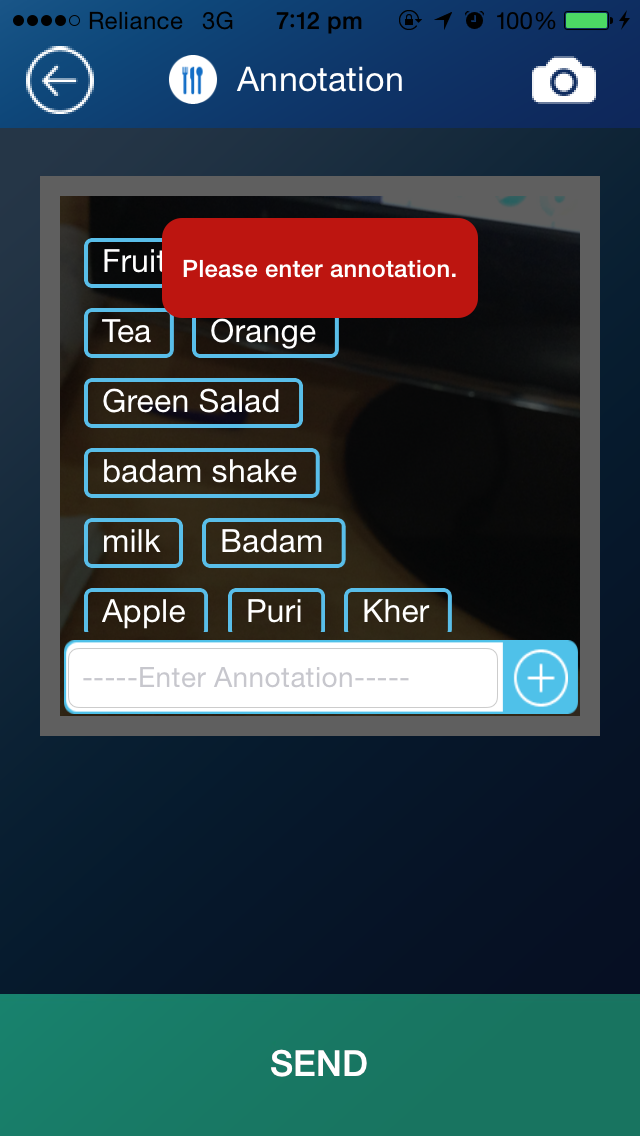 Reliance 3G 7:12 pm 100%
Annotation
Fruit
Please enter annotation.
Tea Orange
Green Salad
badam shake
milk Badam
Apple Puri Kher
-----Enter Annotation-----
SEND